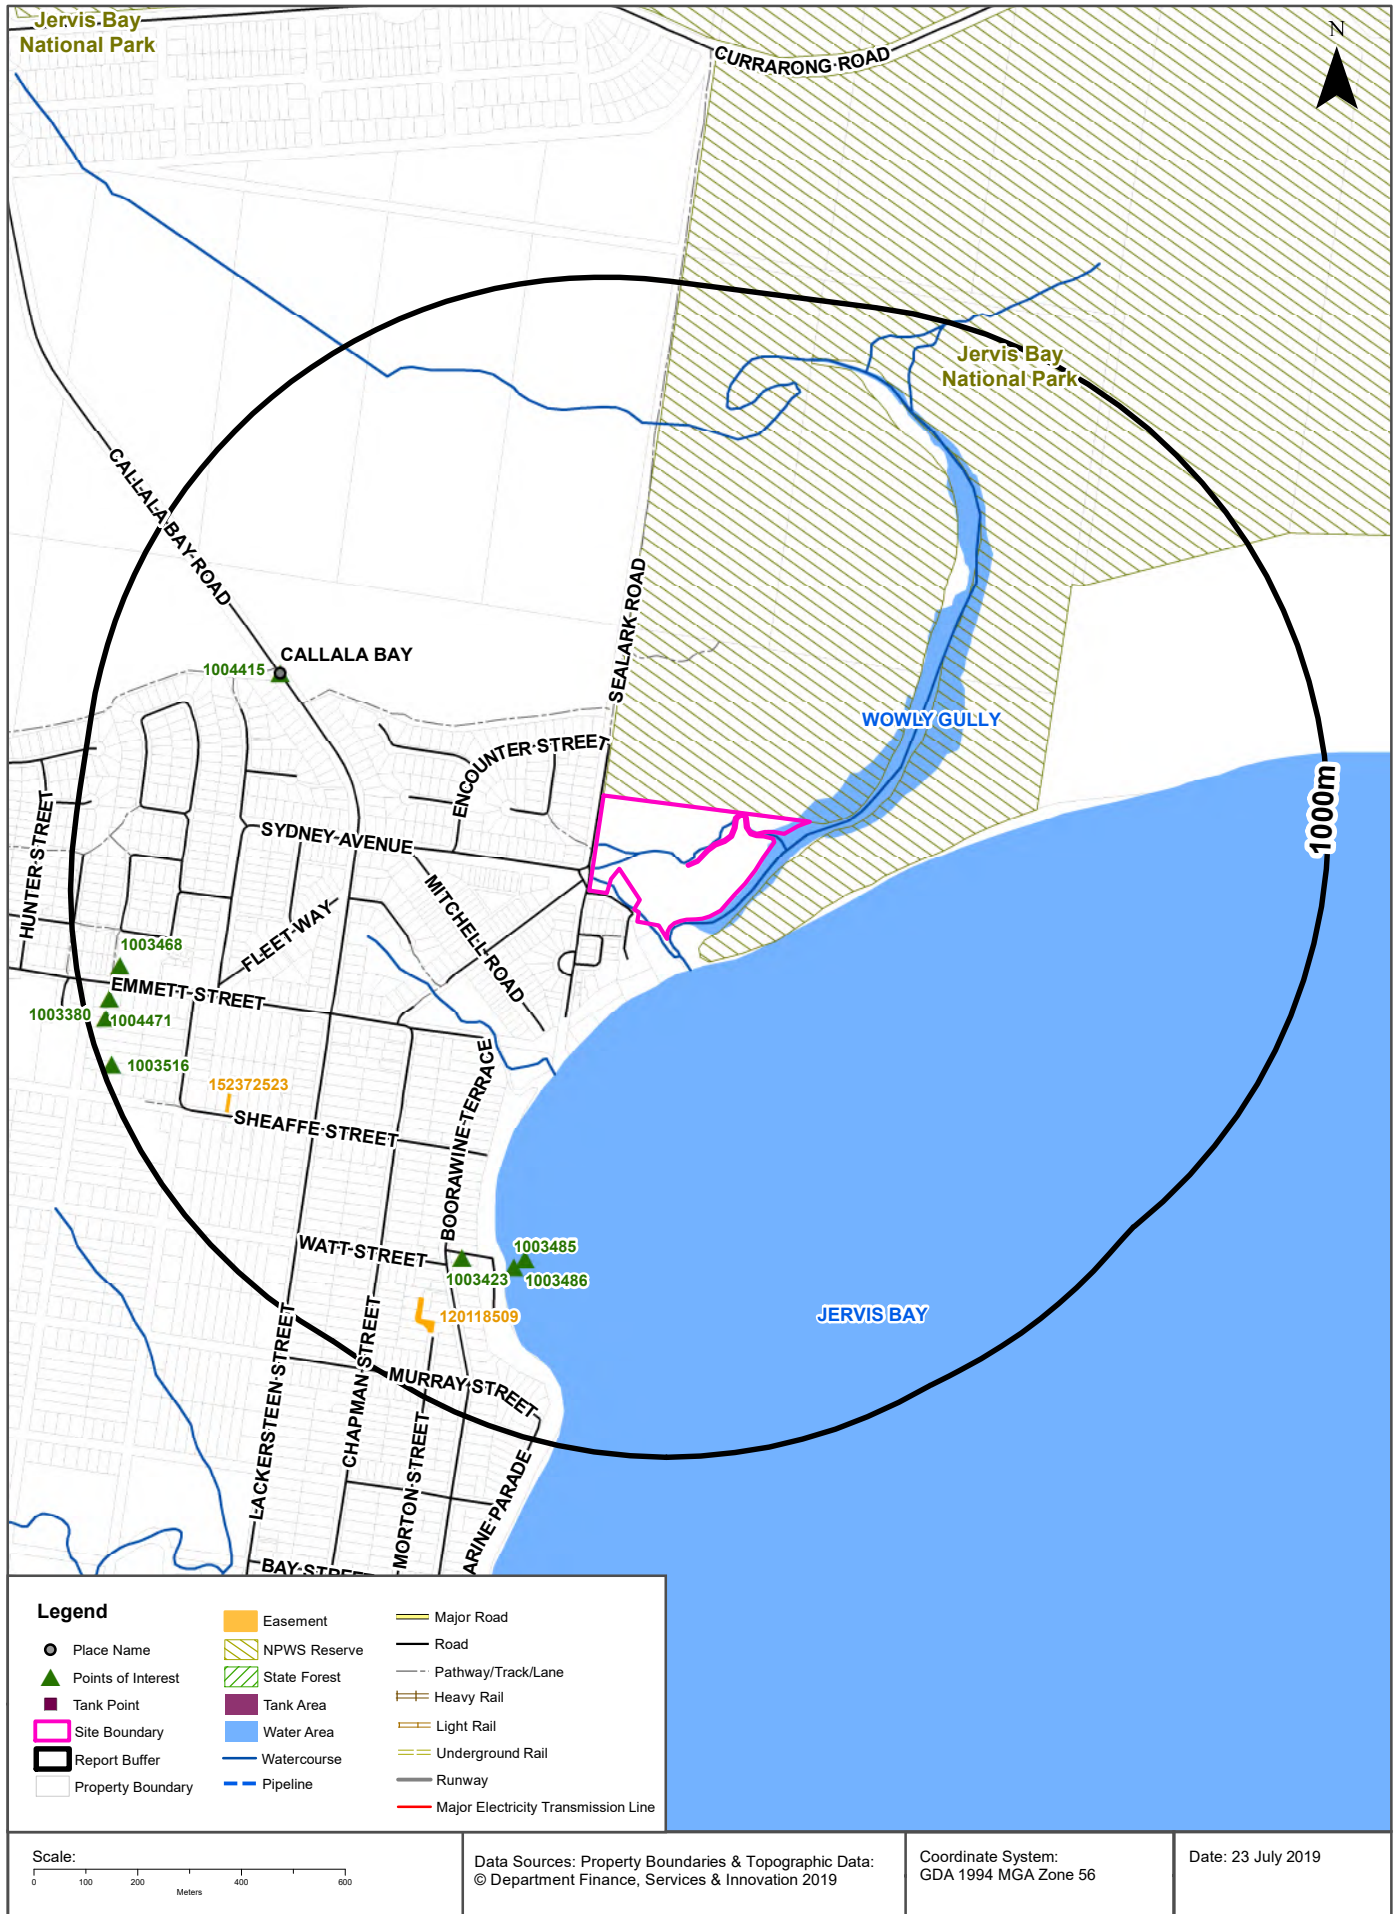 Jervis Bay
National Park
CURRARONG ROAD
N
Jervis Bay
National Park
CALLALA BAY ROAD
SEALARK ROAD
CALLALA BAY
1004415
WOWLY GULLY
ENCOUNTER STREET
1000m
HUNTER STREET
SYDNEY AVENUE
MITCHELL ROAD
FLEET WAY
1003468
EMMETT STREET
1003380
1004471
1003516
152372523
SHEAFFE STREET
BOORAWINE TERRACE
WATT STREET
1003485
1003423
1003486
120118509
JERVIS BAY
LACKERSTEEN STREET
CHAPMAN STREET
MURRAY STREET
MORTON STREET
ARINE PARADE
BAY STREET
Legend
Place Name
Points of Interest
Tank Point
Site Boundary
Report Buffer
Property Boundary
Easement
NPWS Reserve
State Forest
Tank Area
Water Area
Watercourse
Pipeline
Major Road
Road
Pathway/Track/Lane
Heavy Rail
Light Rail
Underground Rail
Runway
Major Electricity Transmission Line
Scale:
0 100 200 400 600
Meters
Data Sources: Property Boundaries & Topographic Data:
© Department Finance, Services & Innovation 2019
Coordinate System:
GDA 1994 MGA Zone 56
Date: 23 July 2019